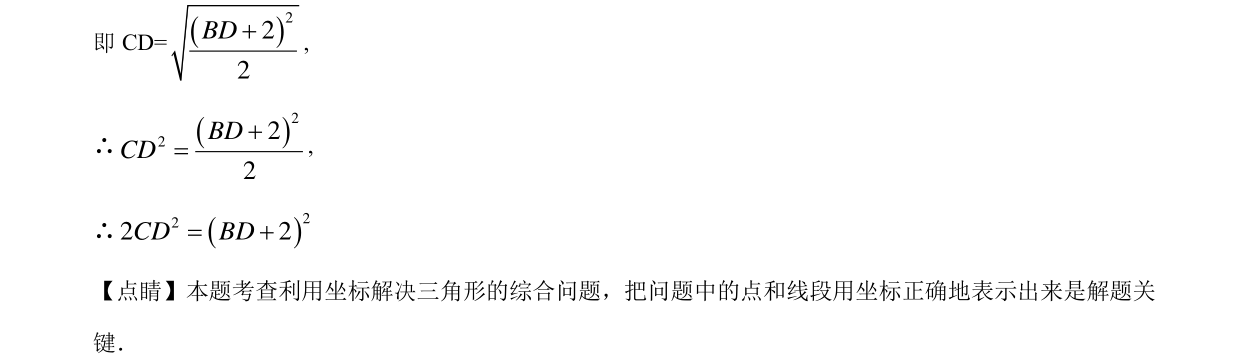 即 CD=√((BD+2)²/2),
∴ CD²=(BD+2)²/2,
∴ 2CD²=(BD+2)²
【点睛】本题考查利用坐标解决三角形的综合问题，把问题中的点和线段用坐标正确地表示出来是解题关
键．